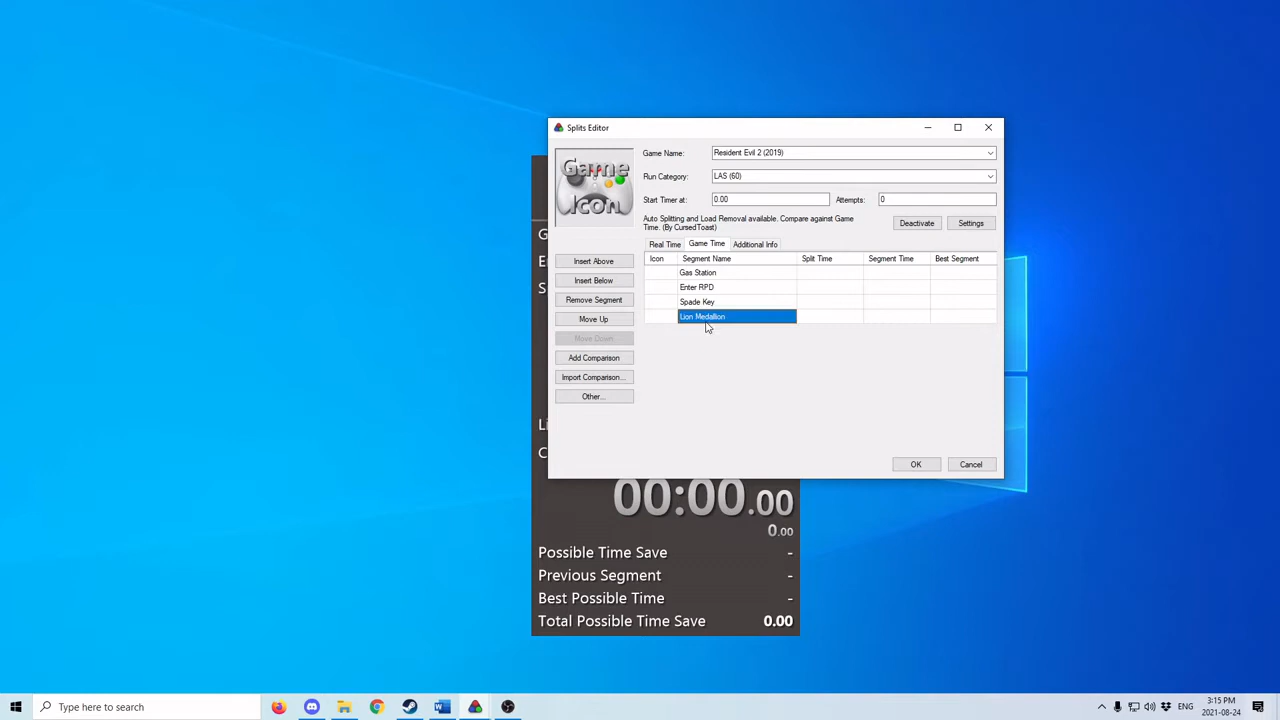 Splits Editor
Game Icon
Game Name:
Resident Evil 2 (2019)
Run Category:
LAS (60)
Start Timer at:
0.00
Attempts:
0
Auto Splitting and Load Removal available. Compare against Game
Time. (By CursedToast)
Deactivate
Settings
Real Time
Game Time
Additional Info
Icon
Segment Name
Split Time
Segment Time
Best Segment
Gas Station
Enter RPD
Spade Key
Lion Medallion
Insert Above
Insert Below
Remove Segment
Move Up
Move Down
Add Comparison
Import Comparison...
Other...
OK
Cancel
G
E
S
Li
C
00:00.00
0.00
Possible Time Save -
Previous Segment -
Best Possible Time -
Total Possible Time Save 0.00
Type here to search
ENG
3:15 PM
2021-08-24